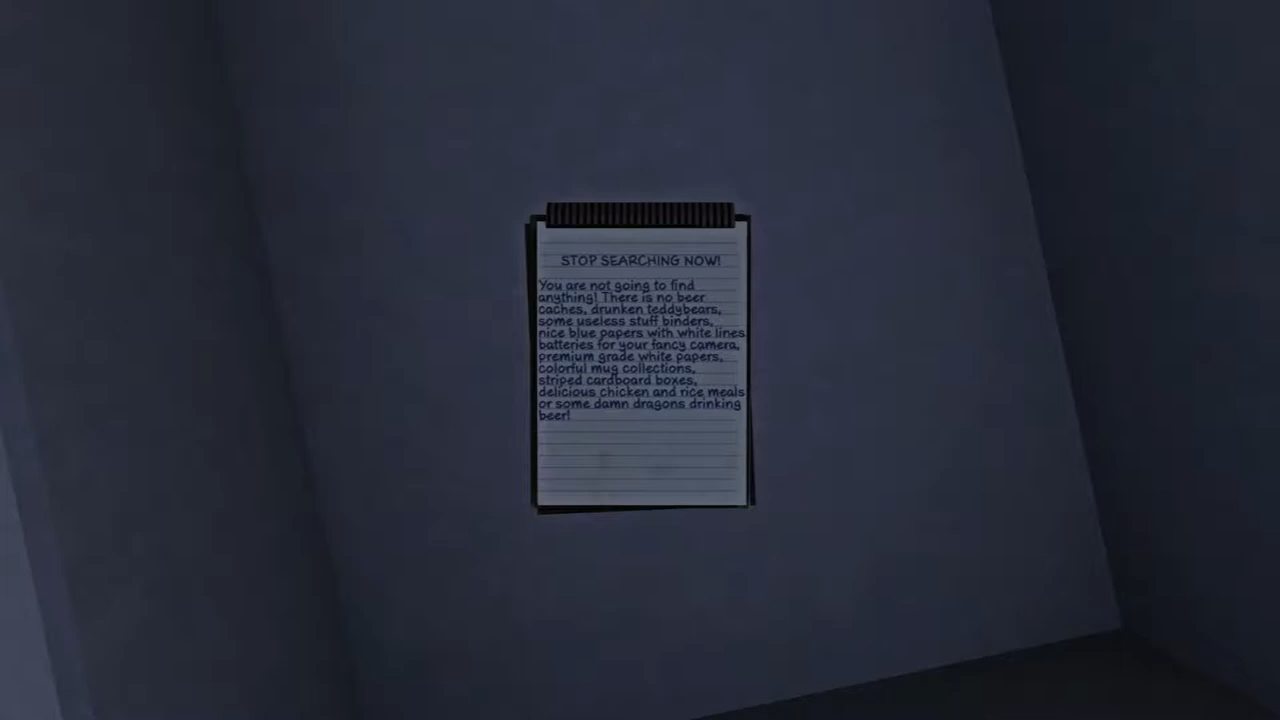 STOP SEARCHING NOW!
You are not going to find
anything! There is no beer
caches, drunken teddybears,
some useless stuff binders,
nice blue papers with white lines
batteries for your fancy camera,
premium grade white papers,
colorful mug collections,
striped cardboard boxes,
delicious chicken and rice meals
or some damn dragons drinking
beer!